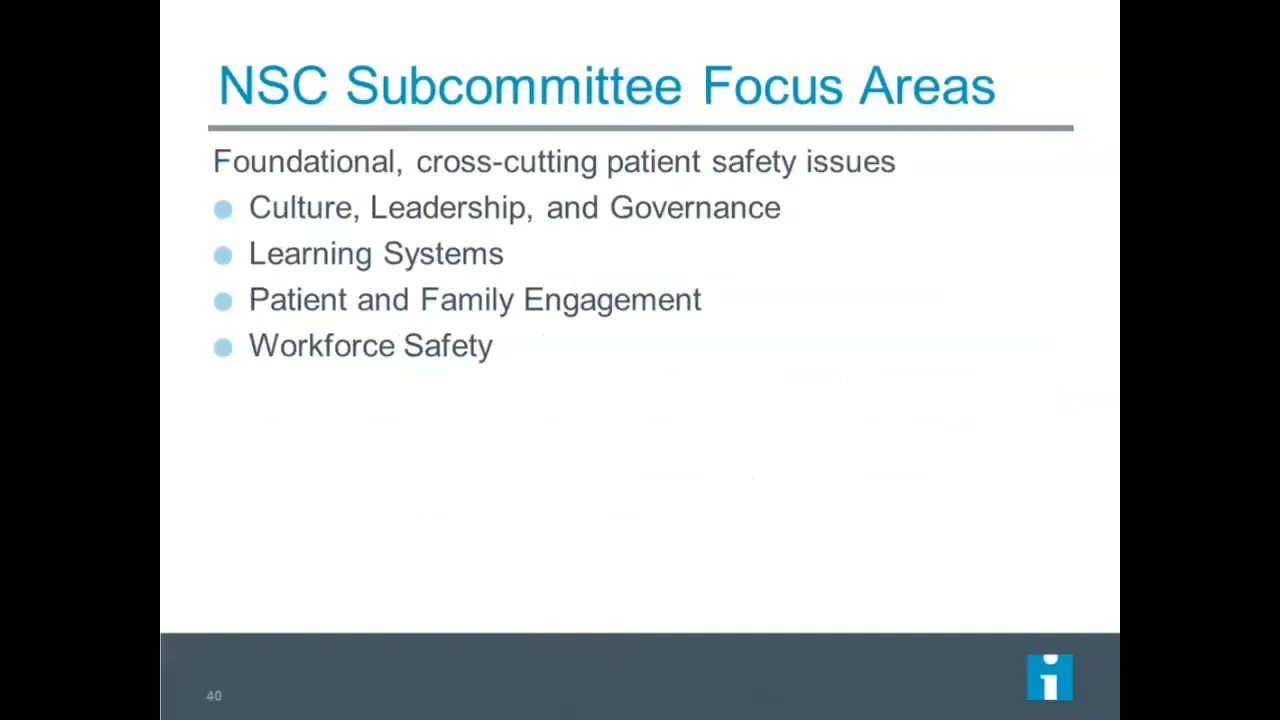 NSC Subcommittee Focus Areas
Foundational, cross-cutting patient safety issues
Culture, Leadership, and Governance
Learning Systems
Patient and Family Engagement
Workforce Safety
40
i